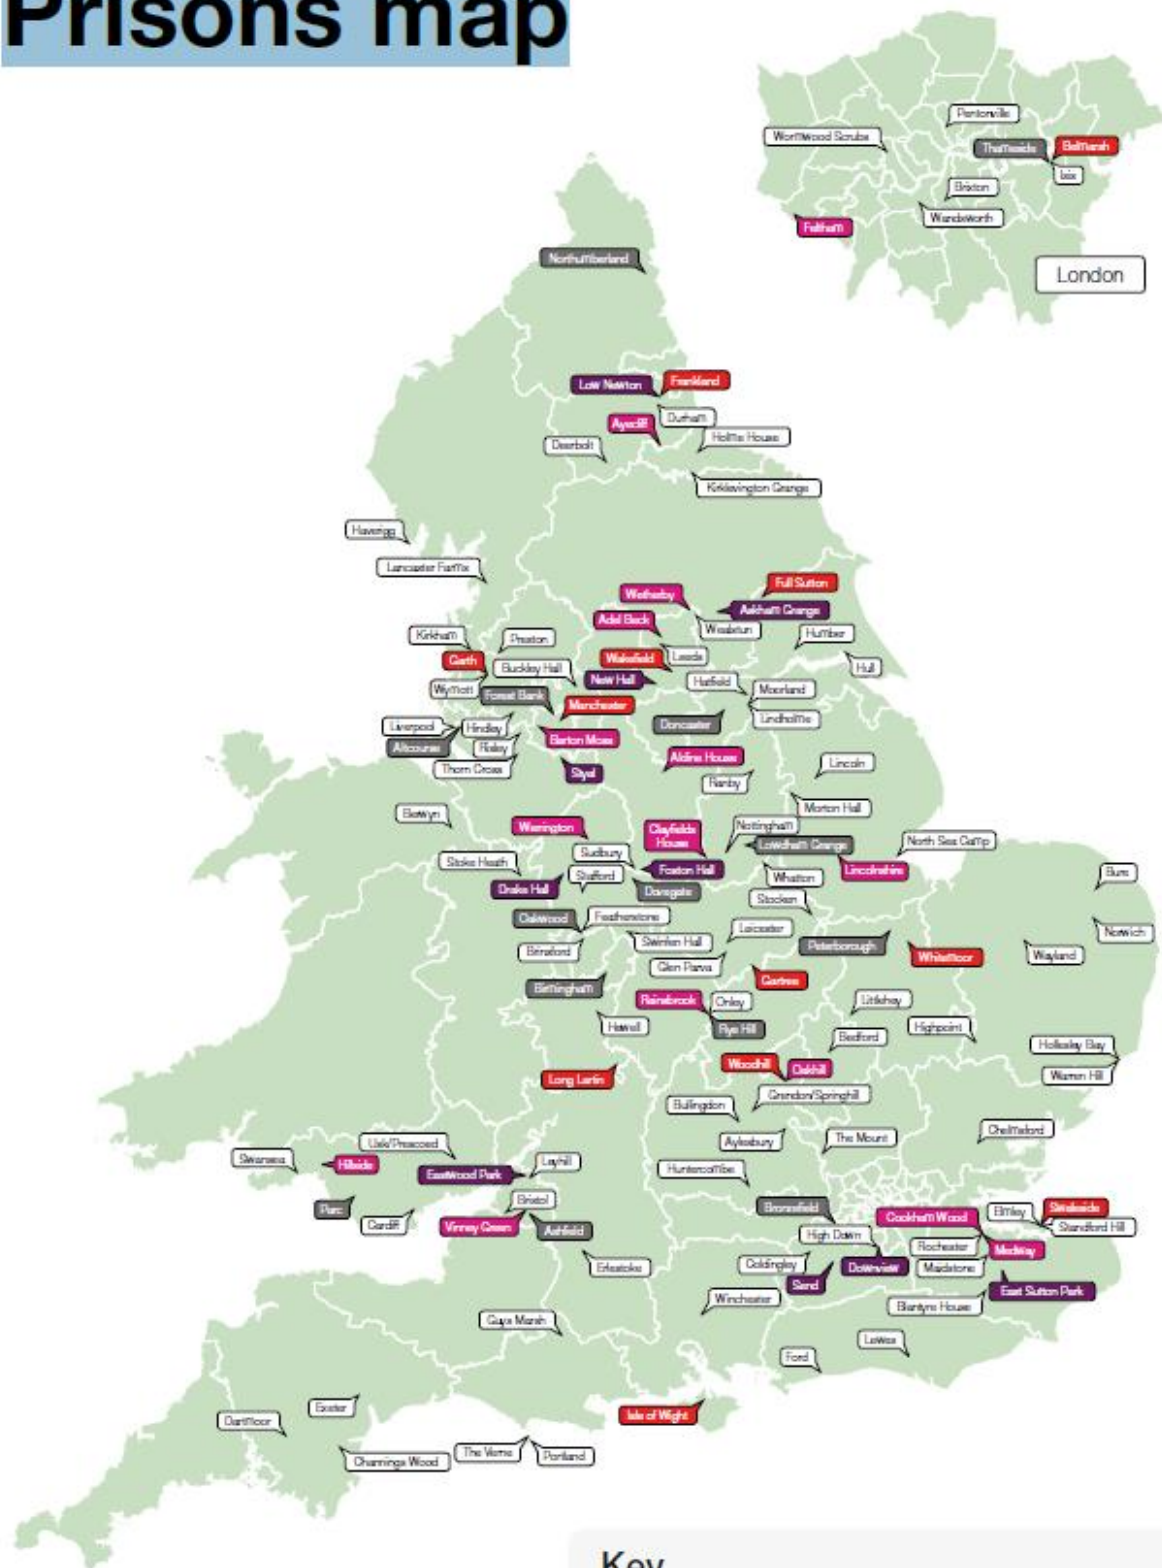 Prisons map
Pentonville
Wormwood Scrubs
Thameside
Belmarsh
Isis
Brixton
Wandsworth
Feltham
London
Northumberland
Low Newton
Frankland
Durham
Aycliff
Holme House
Deerbolt
Kirklevington Grange
Haverigg
Lancaster Farms
Full Sutton
Wetherby
Askham Grange
Adel Beck
Wealstun
Humber
Kirkham
Preston
Garth
Buckley Hall
Wakefield
Leeds
Hull
New Hall
Hatfield
Moorland
Wymott
Forest Bank
Manchester
Doncaster
Lindholme
Liverpool
Hindley
Altcourse
Risley
Barton Moss
Thorn Cross
Styal
Aldine House
Ranby
Lincoln
Morton Hall
Berwyn
Werrington
Clayfields
House
Nottingham
Lowdham Grange
North Sea Camp
Stoke Heath
Sudbury
Stafford
Foston Hall
Whatton
Lincolnshire
Bure
Drake Hall
Dovegate
Stocken
Oakwood
Featherstone
Leicester
Norwich
Brinsford
Swinfen Hall
Peterborough
Whitemoor
Wayland
Glen Parva
Gartree
Birmingham
Rainsbrook
Onley
Littlehey
Hewell
Rye Hill
Bedford
Highpoint
Hollesley Bay
Warren Hill
Long Lartin
Woodhill
Oakhill
Bullingdon
Grendon/Springhill
Aylesbury
The Mount
Chelmsford
Usk/Prescoed
Swansea
Hillside
Eastwood Park
Leyhill
Huntercombe
Parc
Cardiff
Bristol
Vinney Green
Ashfield
Bronzefield
Cookham Wood
Elmley
Swaleside
Standford Hill
High Down
Rochester
Medway
Erlestoke
Coldingley
Send
Downview
Maidstone
East Sutton Park
Winchester
Blantyre House
Guys Marsh
Lewes
Ford
Isle of Wight
Exeter
Dartmoor
Channings Wood
The Verne
Portland
Key